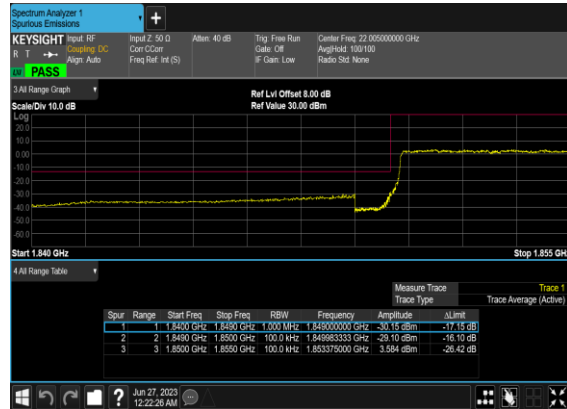 Spectrum Analyzer 1
Spurious Emissions
+
KEYSIGHT Input: RF Input Z: 50 Ω Atten: 40 dB Trig: Free Run Center Freq: 22.005000000 GHz
R T Coupling: DC Corr CCorr Gate: Off Avg|Hold: 100/100
Align: Auto Freq Ref: Int (S) IF Gain: Low Radio Std: None
PASS
3 All Range Graph
Ref Lvl Offset 8.00 dB
Scale/Div 10.0 dB Ref Value 30.00 dBm
Log
20.0
10.0
0.00
-10.0
-20.0
-30.0
-40.0
-50.0
-60.0
Start 1.840 GHz Stop 1.855 GH
4 All Range Table
Measure Trace Trace 1
Trace Type Trace Average (Active)
Spur Range Start Freq Stop Freq RBW Frequency Amplitude ΔLimit
1 1 1.8400 GHz 1.8490 GHz 1.000 MHz 1.849000000 GHz -30.15 dBm -17.15 dB
2 2 1.8490 GHz 1.8500 GHz 100.0 kHz 1.849983333 GHz -29.10 dBm -16.10 dB
3 3 1.8500 GHz 1.8550 GHz 100.0 kHz 1.853375000 GHz 3.584 dBm -26.42 dB
? Jun 27, 2023
12:22:26 AM